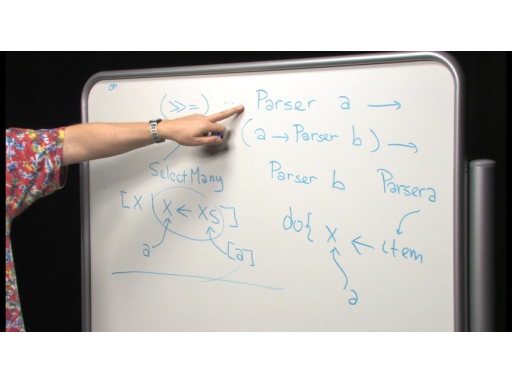 (>>=) :: Parser a →
(a → Parser b) →
SelectMany
Parser b
Parser a
[X | X ← XS]
do{ X ← item
a
[a]
a